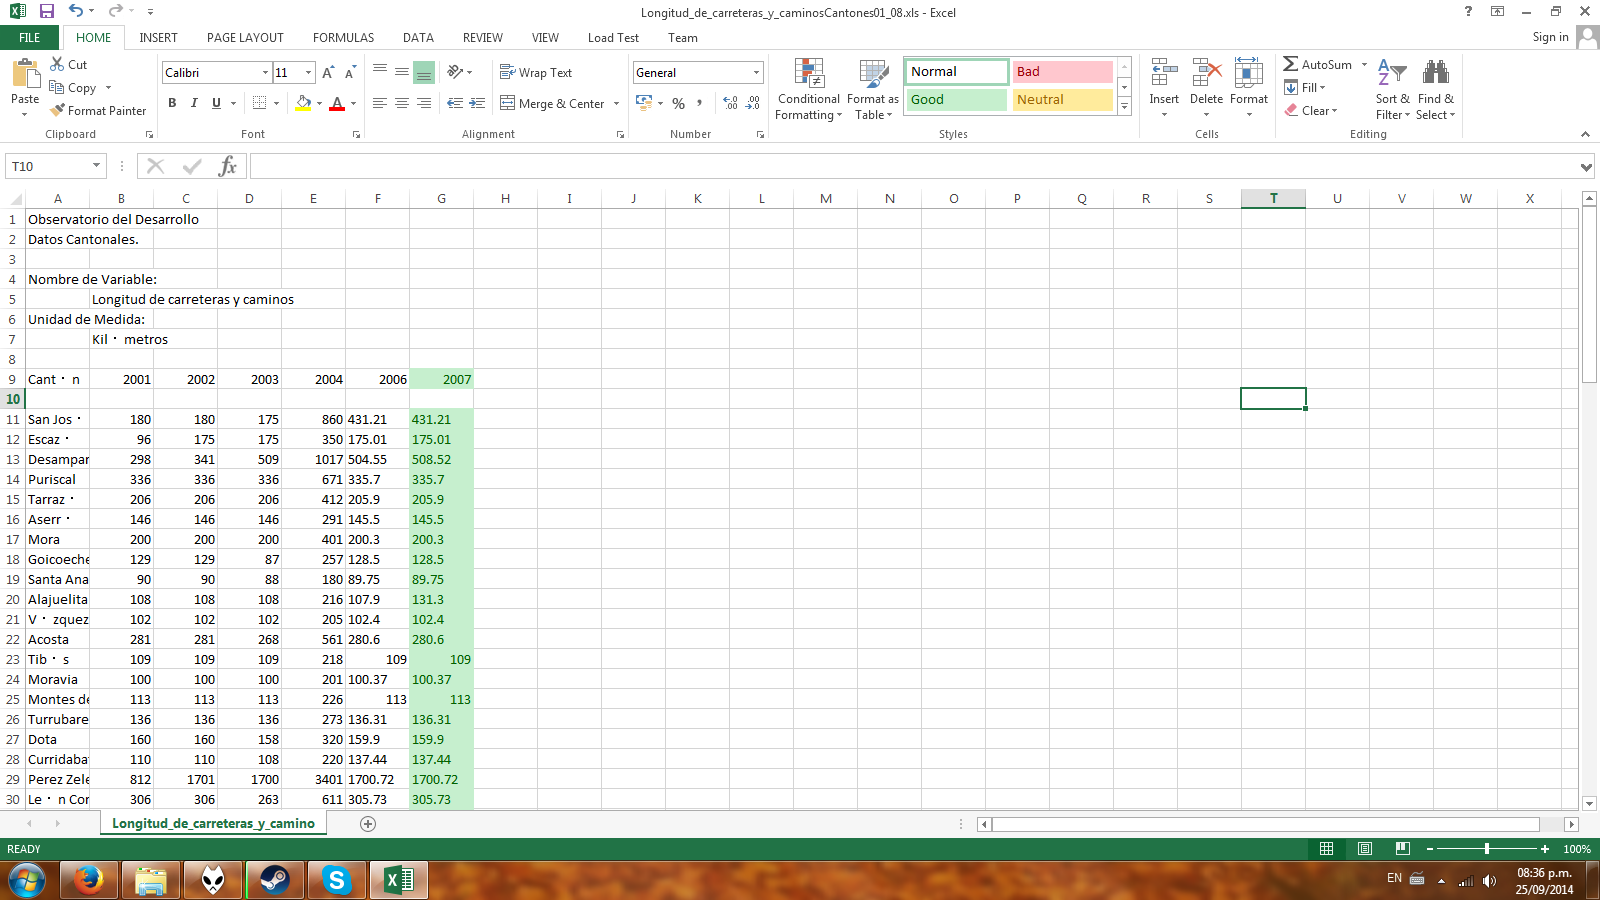 Longitud_de_carreteras_y_caminosCantones01_08.xls - Excel
FILE HOME INSERT PAGE LAYOUT FORMULAS DATA REVIEW VIEW Load Test Team Sign in
Paste Cut Copy Format Painter Clipboard
Calibri 11 B I U A Font
Wrap Text Merge & Center Alignment
General % , Number
Conditional Formatting Format as Table Normal Bad Good Neutral Styles
Insert Delete Format Cells
AutoSum Fill Clear Sort & Filter Find & Select Editing
T10 fx
A B C D E F G H I J K L M N O P Q R S T U V W X
1 Observatorio del Desarrollo
2 Datos Cantonales.
3
4 Nombre de Variable:
5 Longitud de carreteras y caminos
6 Unidad de Medida:
7 Kil· metros
8
9 Cant· n 2001 2002 2003 2004 2006 2007
10
11 San Jos· 180 180 175 860 431.21 431.21
12 Escaz· 96 175 175 350 175.01 175.01
13 Desampar 298 341 509 1017 504.55 508.52
14 Puriscal 336 336 336 671 335.7 335.7
15 Tarraz· 206 206 206 412 205.9 205.9
16 Aserr· 146 146 146 291 145.5 145.5
17 Mora 200 200 200 401 200.3 200.3
18 Goicoeche 129 129 87 257 128.5 128.5
19 Santa Ana 90 90 88 180 89.75 89.75
20 Alajuelita 108 108 108 216 107.9 131.3
21 V· zquez 102 102 102 205 102.4 102.4
22 Acosta 281 281 268 561 280.6 280.6
23 Tib· s 109 109 109 218 109 109
24 Moravia 100 100 100 201 100.37 100.37
25 Montes de 113 113 113 226 113 113
26 Turrubare 136 136 136 273 136.31 136.31
27 Dota 160 160 158 320 159.9 159.9
28 Curridaba 110 110 108 220 137.44 137.44
29 Perez Zele 812 1701 1700 3401 1700.72 1700.72
30 Le· n Cor 306 306 263 611 305.73 305.73
Longitud_de_carreteras_y_camino
READY 100%
EN 08:36 p.m.
25/09/2014